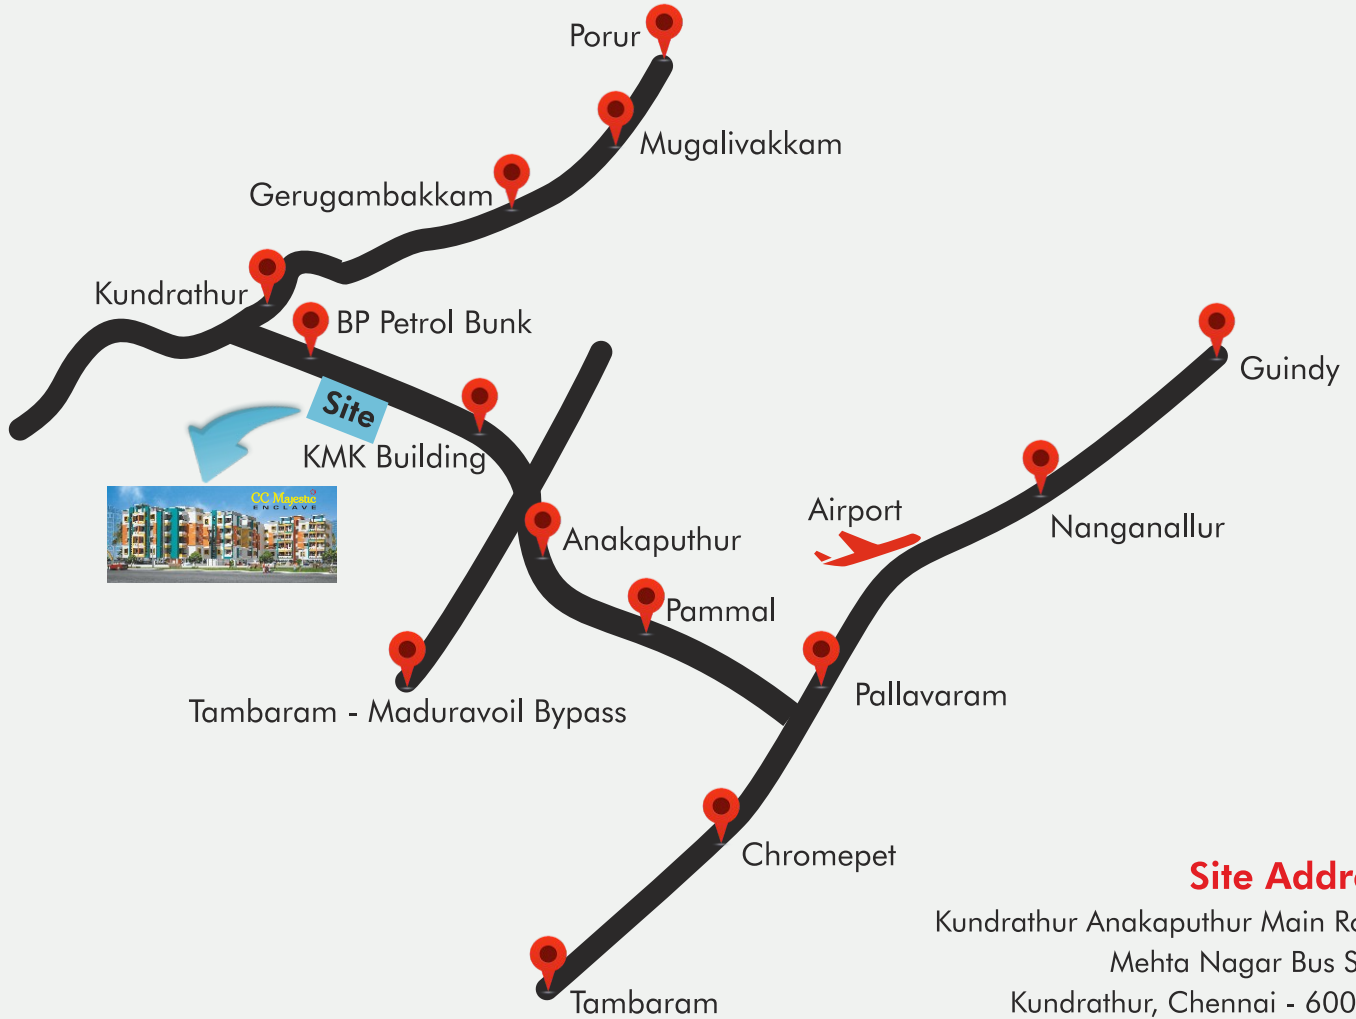 Porur
Mugalivakkam
Gerugambakkam
Kundrathur
BP Petrol Bunk
Guindy
Site
KMK Building
CC Majestic
ENCLAVE
Airport
Nanganallur
Anakaputhur
Pammal
Pallavaram
Tambaram - Maduravoil Bypass
Chromepet
Site Addr
Kundrathur Anakaputhur Main Ro
Mehta Nagar Bus S
Kundrathur, Chennai - 600
Tambaram